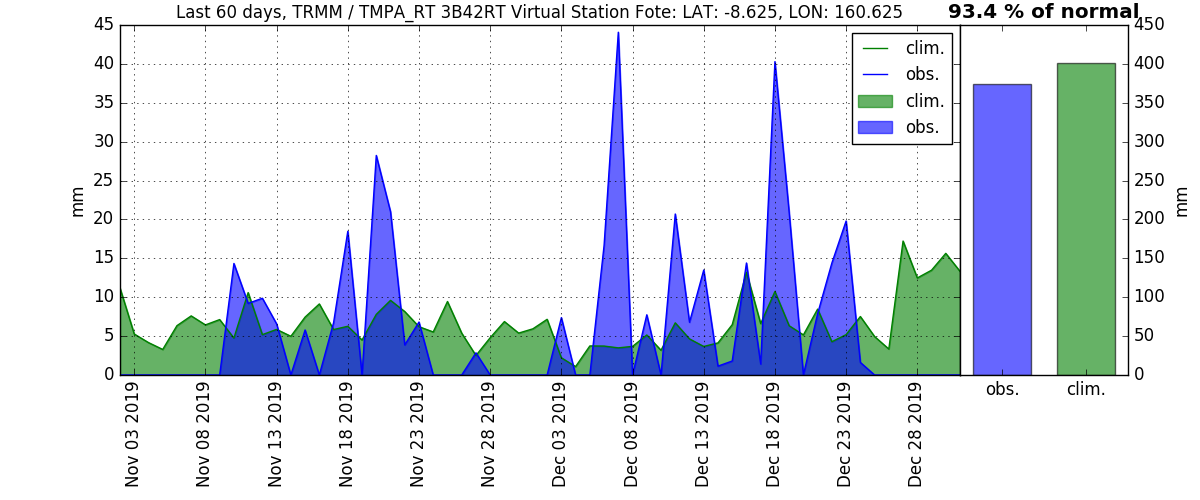 Last 60 days, TRMM / TMPA_RT 3B42RT Virtual Station Fote: LAT: -8.625, LON: 160.625
93.4 % of normal
45
40
35
30
25
20
15
10
5
0
mm
clim.
obs.
clim.
obs.
450
400
350
300
250
200
150
100
50
0
mm
obs.
clim.
Nov 03 2019
Nov 08 2019
Nov 13 2019
Nov 18 2019
Nov 23 2019
Nov 28 2019
Dec 03 2019
Dec 08 2019
Dec 13 2019
Dec 18 2019
Dec 23 2019
Dec 28 2019